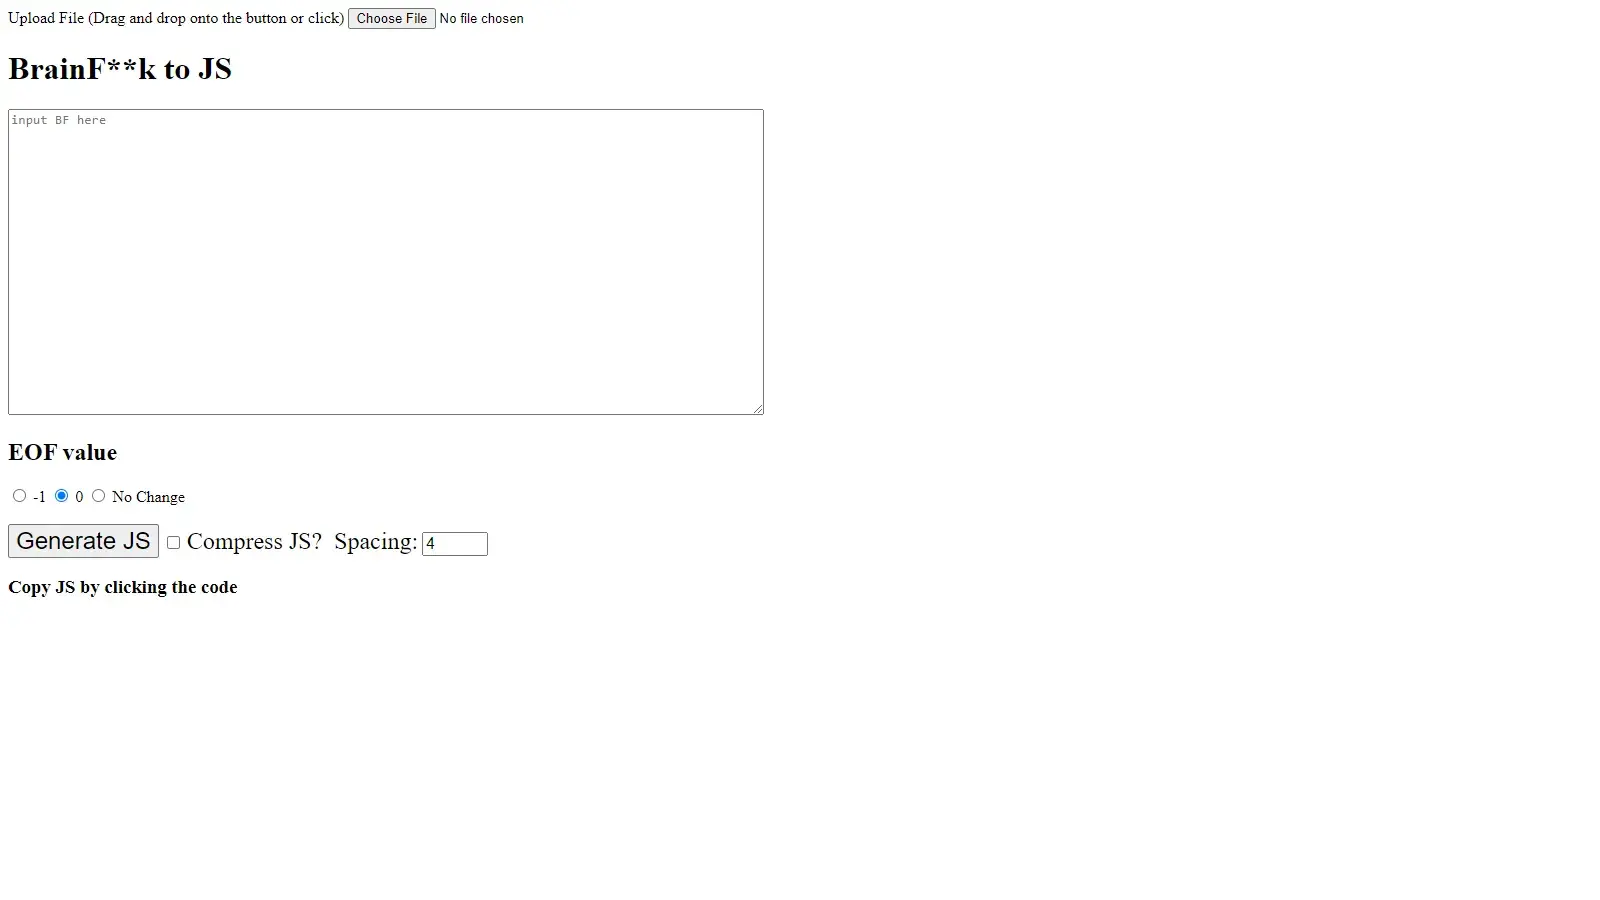 Upload File (Drag and drop onto the button or click) Choose File No file chosen
BrainF**k to JS
input BF here
EOF value
-1 0 No Change
Generate JS Compress JS? Spacing: 4
Copy JS by clicking the code